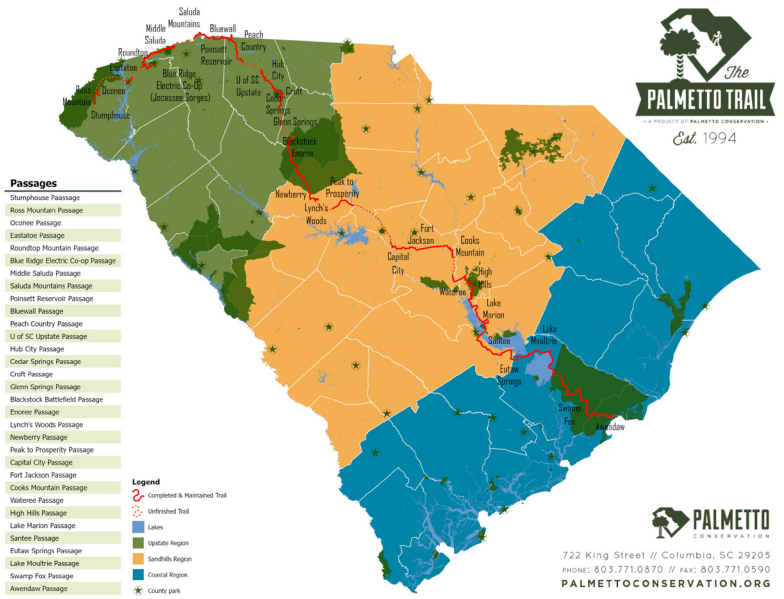 The
PALMETTO TRAIL
• A PROJECT OF PALMETTO CONSERVATION •
Est. 1994
Saluda
Mountains
Middle
Saluda
Bluewall
Peach
Country
Roundtop
Poinsett
Reservoir
Eastatoe
Hub
City
Blue Ridge
Electric Co-Op
(Jocassee Gorges)
U of SC
Upstate
Croft
Ross
Mountain
Oconee
Cedar
Springs
Stumphouse
Glenn Springs
Blackstock
Enoree
Peak to
Prosperity
Newberry
Lynch's
Woods
Fort
Jackson
Cooks
Mountain
Capital
City
High
Hills
Wateree
Lake
Marion
Lake
Moultrie
Santee
Eutaw
Springs
Swamp
Fox
Awendaw
Passages
Stumphouse Paassage
Ross Mountain Passage
Oconee Passage
Eastatoe Passage
Roundtop Mountain Passage
Blue Ridge Electric Co-op Passage
Middle Saluda Passage
Saluda Mountains Passage
Poinsett Reservoir Passage
Bluewall Passage
Peach Country Passage
U of SC Upstate Passage
Hub City Passage
Cedar Springs Passage
Croft Passage
Glenn Springs Passage
Blackstock Battlefield Passage
Enoree Passage
Lynch's Woods Passage
Newberry Passage
Peak to Prosperity Passage
Capital City Passage
Fort Jackson Passage
Cooks Mountain Passage
Wateree Passage
High Hills Passage
Lake Marion Passage
Santee Passage
Eutaw Springs Passage
Lake Moultrie Passage
Swamp Fox Passage
Awendaw Passage
Legend
Completed & Maintained Trail
Unfinished Trail
Lakes
Upstate Region
Sandhills Region
Coastal Region
County park
PALMETTO
CONSERVATION
722 King Street // Columbia, SC 29205
PHONE: 803.771.0870 // FAX: 803.771.0590
PALMETTOCONSERVATION.ORG